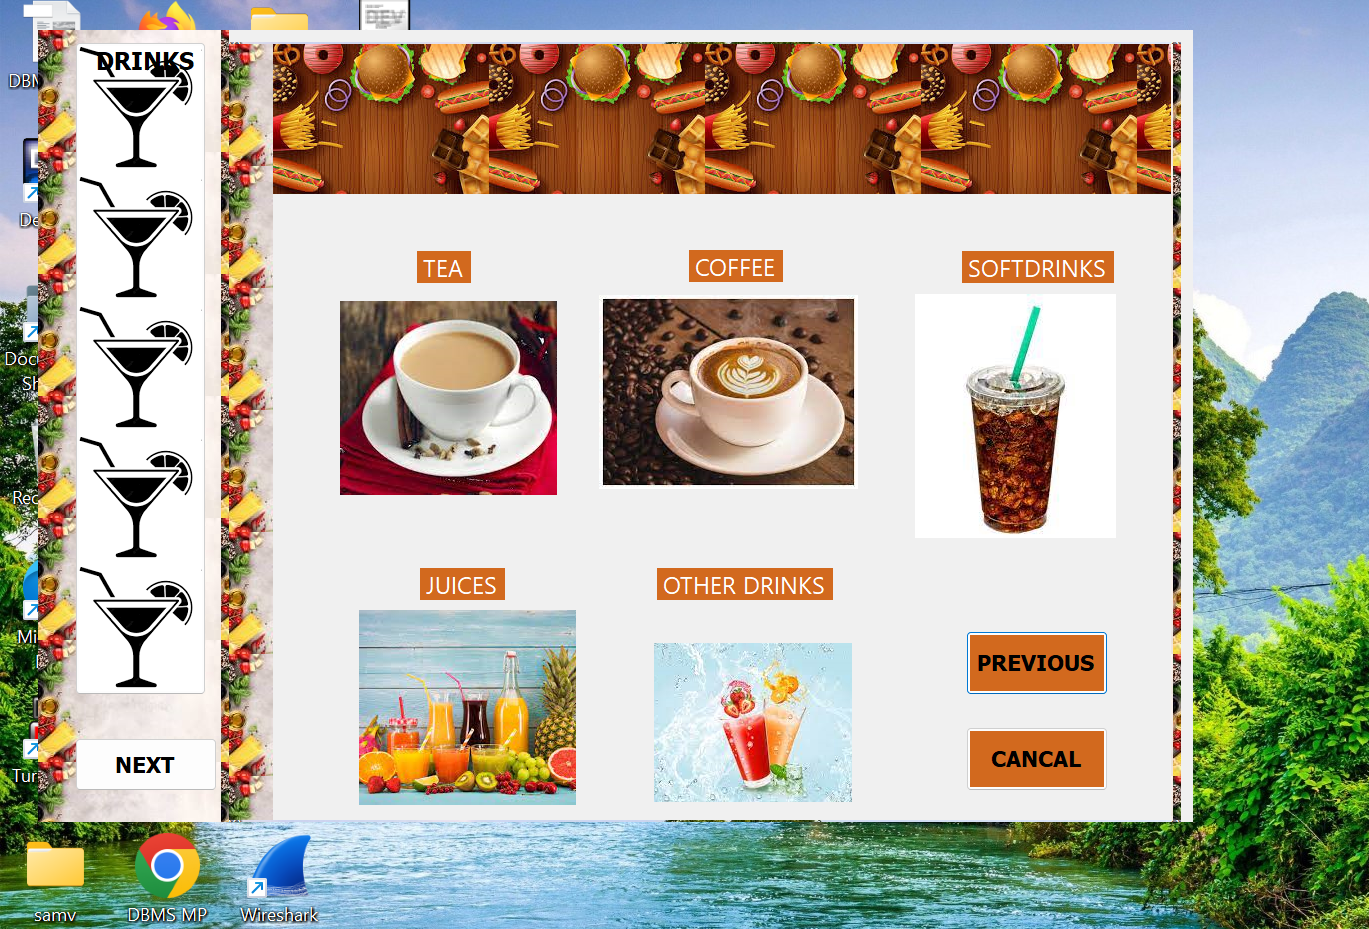 DRINKS
TEA
COFFEE
SOFTDRINKS
JUICES
OTHER DRINKS
PREVIOUS
CANCAL
NEXT
DBM
De
Doc
Sh
Rec
Mi
Tur
samv
DBMS MP
Wireshark